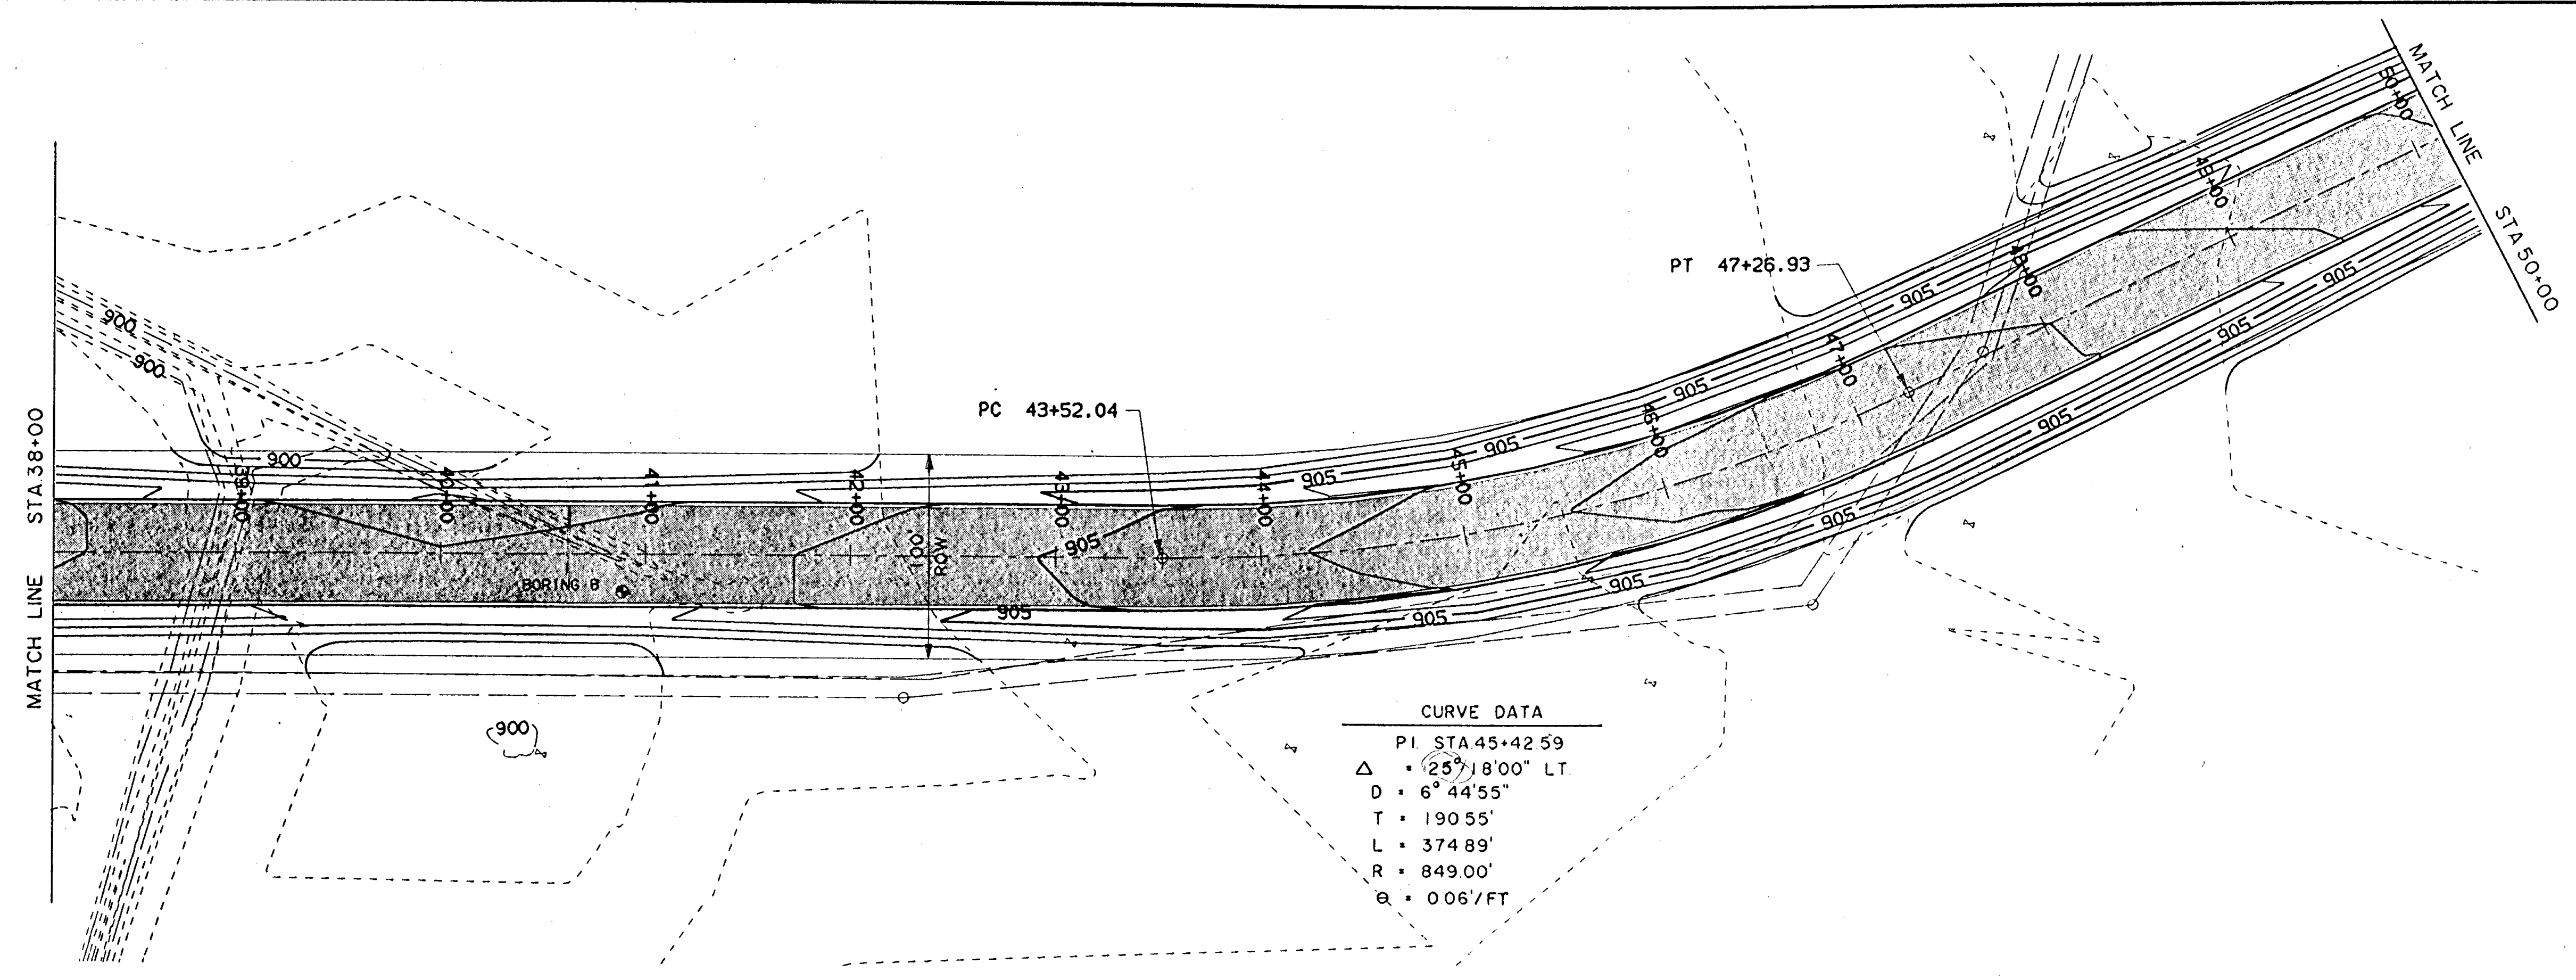 MATCH LINE STA.38+00
900
900
900
39+00
40+00
41+00
42+00
43+00
44+00
45+00
46+00
47+00
48+00
49+00
50+00
MATCH LINE STA 50+00
PC 43+52.04
PT 47+26.93
905
905
905
905
905
905
905
905
905
905
905
905
905
100'
ROW
BORING 8
900
CURVE DATA
P.I. STA.45+42.59
Δ = 25°18'00" LT.
D = 6°44'55"
T = 190.55'
L = 374.89'
R = 849.00'
e = 0.06'/FT